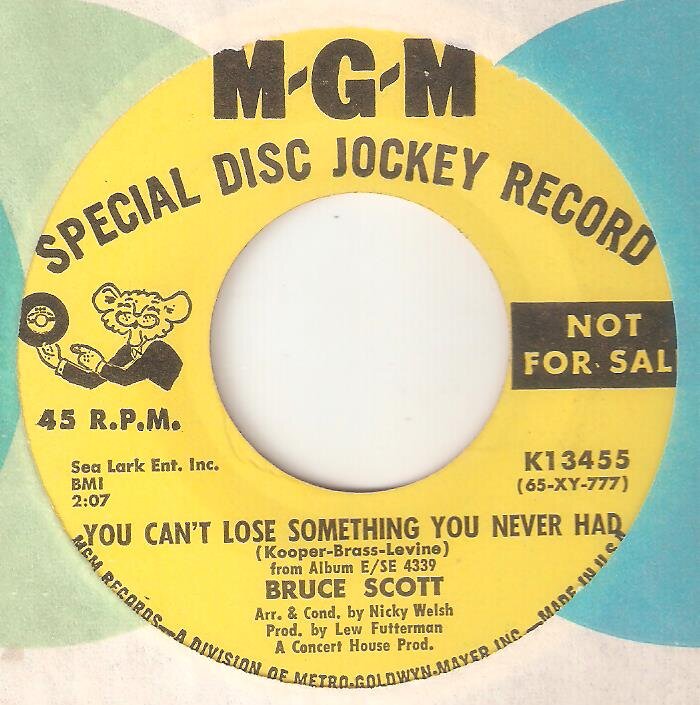 M-G-M
SPECIAL DISC JOCKEY RECORD
NOT
FOR SAL
45 R.P.M.
Sea Lark Ent. Inc.
BMI
2:07
K13455
(65-XY-777)
YOU CAN'T LOSE SOMETHING YOU NEVER HAD
(Kooper-Brass-Levine)
from Album E/SE 4339
BRUCE SCOTT
Arr. & Cond. by Nicky Welsh
Prod. by Lew Futterman
A Concert House Prod.
MGM RECORDS—A DIVISION OF METRO-GOLDWYN-MAYER INC.—MADE IN U.S.A